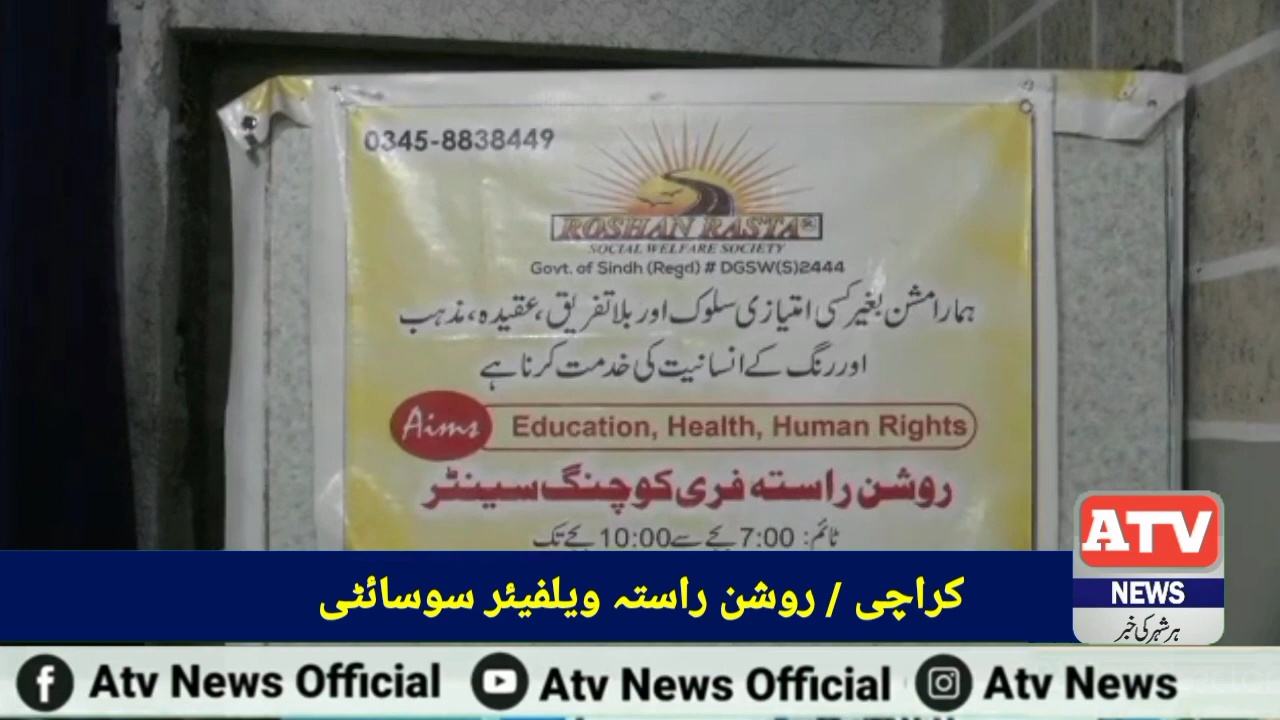 0345-8838449
ROSHAN RASTA®
SOCIAL WELFARE SOCIETY
Govt. of Sindh (Regd) # DGSW(S)2444
ہمارا مشن بغیر کسی امتیازی سلوک اور بلا تفریق، عقیدہ، مذہب
اور رنگ کے انسانیت کی خدمت کرنا ہے
Aims Education, Health, Human Rights
روشن راستہ فری کوچنگ سینٹر
ٹائم: 7:00 بجے سے 10:00 بجے تک
کراچی / روشن راستہ ویلفیئر سوسائٹی
ATV
NEWS
ہر شہر کی خبر
Atv News Official Atv News Official Atv News